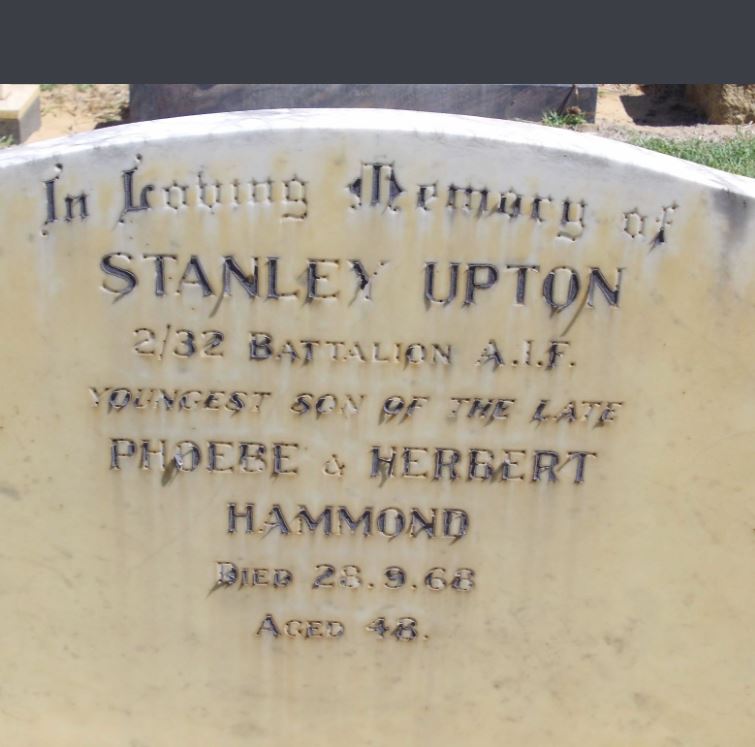 In Loving Memory of
STANLEY UPTON
2/32 BATTALION A.I.F.
YOUNGEST SON OF THE LATE
PHOEBE & HERBERT
HAMMOND
DIED 28.9.68
AGED 48.